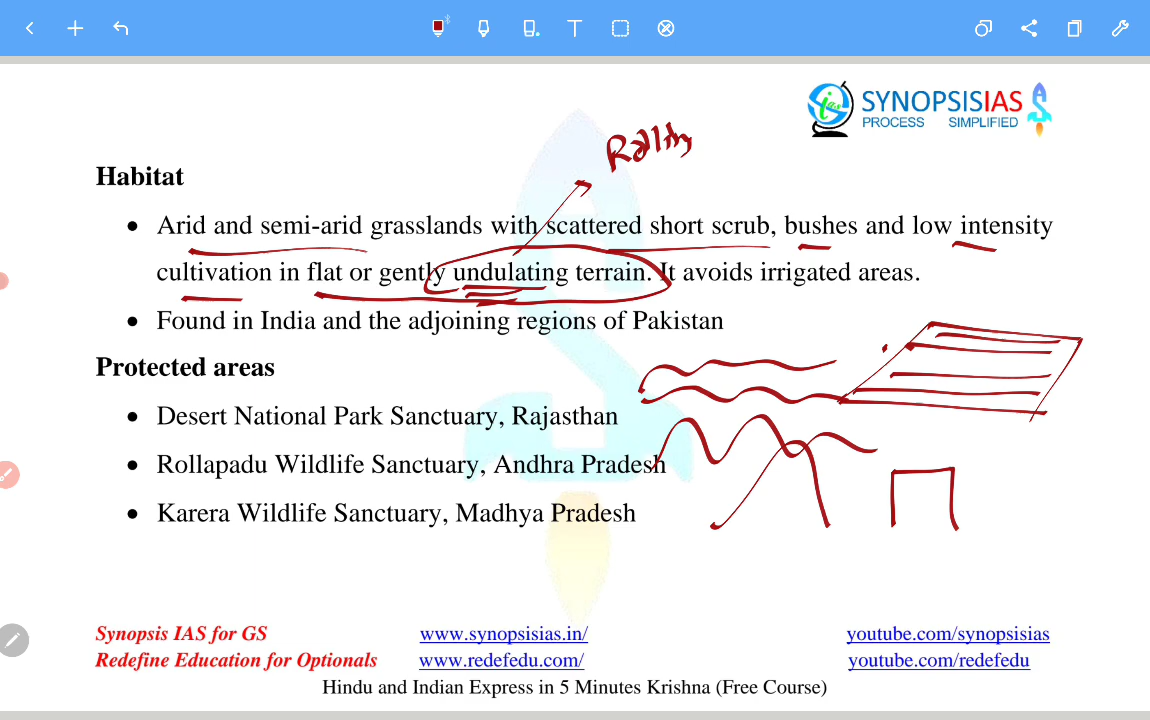 SYNOPSISIAS
PROCESS SIMPLIFIED
Habitat
• Arid and semi-arid grasslands with scattered short scrub, bushes and low intensity
cultivation in flat or gently undulating terrain. It avoids irrigated areas.
• Found in India and the adjoining regions of Pakistan
Protected areas
• Desert National Park Sanctuary, Rajasthan
• Rollapadu Wildlife Sanctuary, Andhra Pradesh
• Karera Wildlife Sanctuary, Madhya Pradesh
Synopsis IAS for GS www.synopsisias.in/ youtube.com/synopsisias
Redefine Education for Optionals www.redefedu.com/ youtube.com/redefedu
Hindu and Indian Express in 5 Minutes Krishna (Free Course)